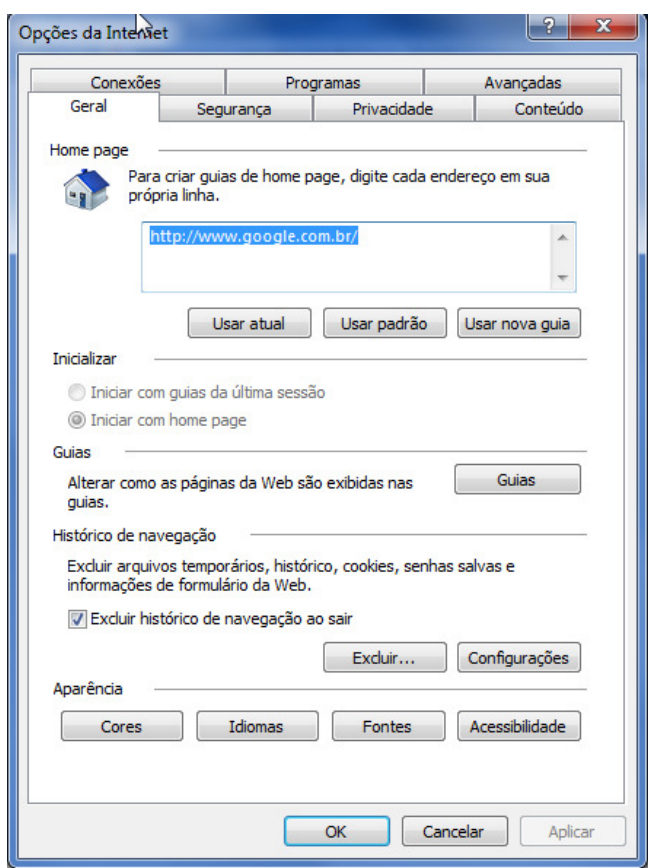 Opções da Internet
?
X
Conexões
Programas
Avançadas
Geral
Segurança
Privacidade
Conteúdo
Home page
Para criar guias de home page, digite cada endereço em sua
própria linha.
http://www.google.com.br/
Usar atual
Usar padrão
Usar nova guia
Inicializar
Iniciar com guias da última sessão
Iniciar com home page
Guias
Alterar como as páginas da Web são exibidas nas
guias.
Guias
Histórico de navegação
Excluir arquivos temporários, histórico, cookies, senhas salvas e
informações de formulário da Web.
Excluir histórico de navegação ao sair
Excluir...
Configurações
Aparência
Cores
Idiomas
Fontes
Acessibilidade
OK
Cancelar
Aplicar